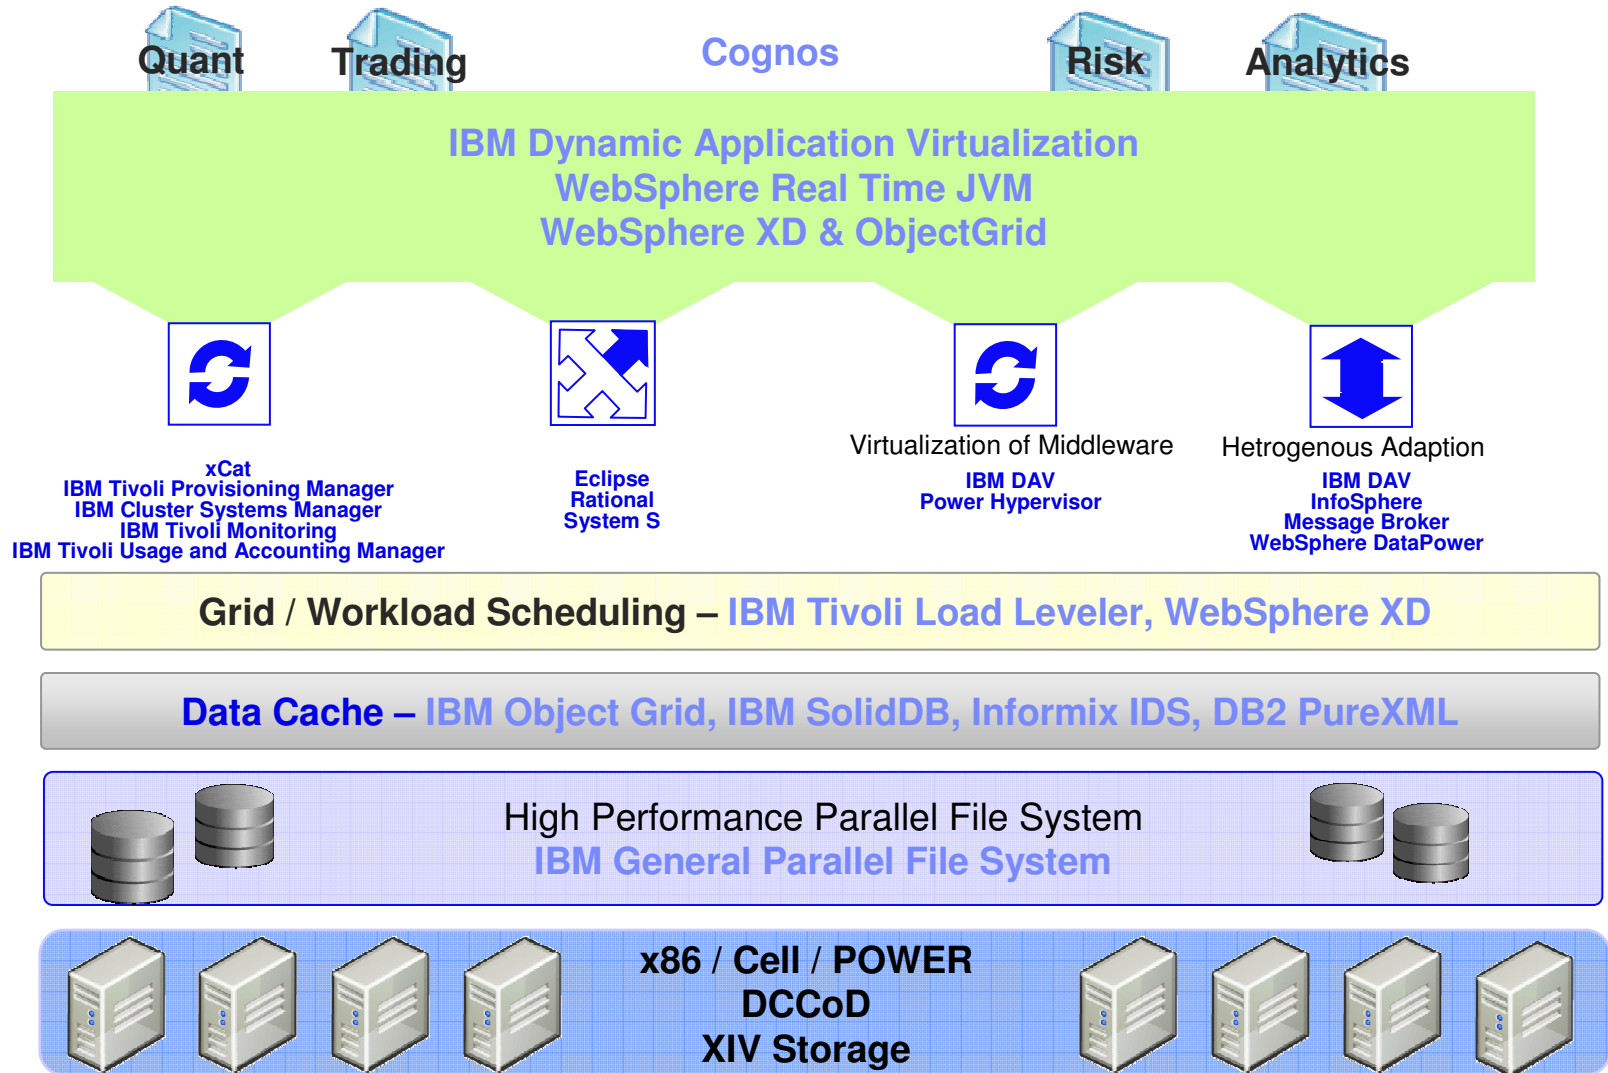 Quant Trading Cognos Risk Analytics
IBM Dynamic Application Virtualization
WebSphere Real Time JVM
WebSphere XD & ObjectGrid
xCat
IBM Tivoli Provisioning Manager
IBM Cluster Systems Manager
IBM Tivoli Monitoring
IBM Tivoli Usage and Accounting Manager
Eclipse
Rational
System S
Virtualization of Middleware
IBM DAV
Power Hypervisor
Hetrogenous Adaption
IBM DAV
InfoSphere
Message Broker
WebSphere DataPower
Grid / Workload Scheduling – IBM Tivoli Load Leveler, WebSphere XD
Data Cache – IBM Object Grid, IBM SolidDB, Informix IDS, DB2 PureXML
High Performance Parallel File System
IBM General Parallel File System
x86 / Cell / POWER
DCCoD
XIV Storage